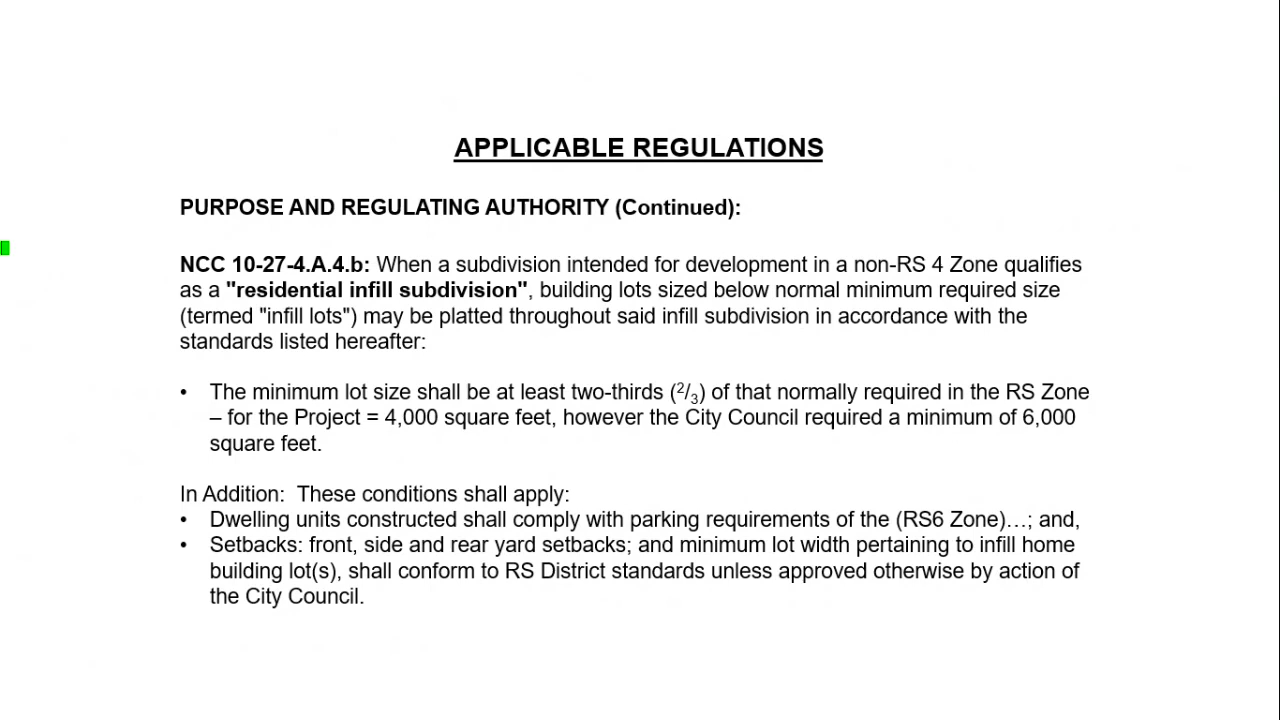 APPLICABLE REGULATIONS
PURPOSE AND REGULATING AUTHORITY (Continued):
NCC 10-27-4.A.4.b: When a subdivision intended for development in a non-RS 4 Zone qualifies
as a "residential infill subdivision", building lots sized below normal minimum required size
(termed "infill lots") may be platted throughout said infill subdivision in accordance with the
standards listed hereafter:
• The minimum lot size shall be at least two-thirds (2/3) of that normally required in the RS Zone
– for the Project = 4,000 square feet, however the City Council required a minimum of 6,000
square feet.
In Addition: These conditions shall apply:
• Dwelling units constructed shall comply with parking requirements of the (RS6 Zone)…; and,
• Setbacks: front, side and rear yard setbacks; and minimum lot width pertaining to infill home
building lot(s), shall conform to RS District standards unless approved otherwise by action of
the City Council.